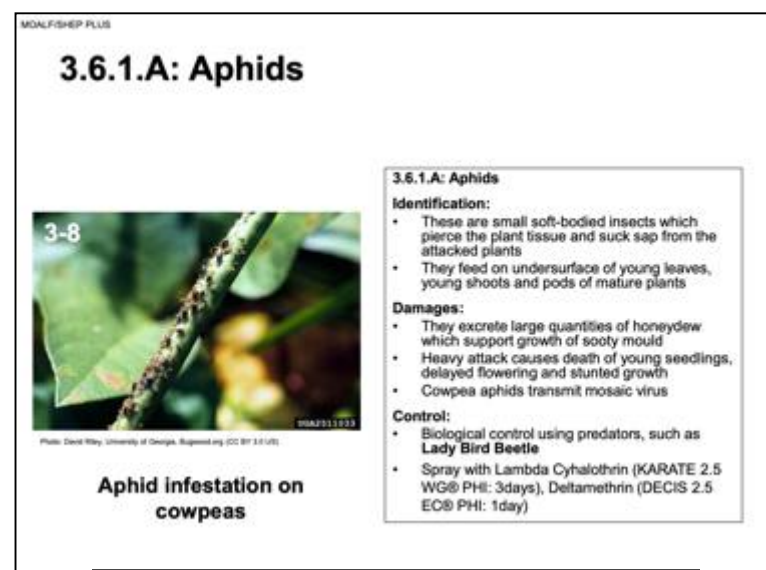 MOALF/SHEP PLUS
3.6.1.A: Aphids
3-8
UGA2511033
Photo: David Riley, University of Georgia, Bugwood.org (CC BY 3.0 US)
Aphid infestation on
cowpeas
3.6.1.A: Aphids
Identification:
• These are small soft-bodied insects which
pierce the plant tissue and suck sap from the
attacked plants
• They feed on undersurface of young leaves,
young shoots and pods of mature plants
Damages:
• They excrete large quantities of honeydew
which support growth of sooty mould
• Heavy attack causes death of young seedlings,
delayed flowering and stunted growth
• Cowpea aphids transmit mosaic virus
Control:
• Biological control using predators, such as
Lady Bird Beetle
• Spray with Lambda Cyhalothrin (KARATE 2.5
WG® PHI: 3days), Deltamethrin (DECIS 2.5
EC® PHI: 1day)